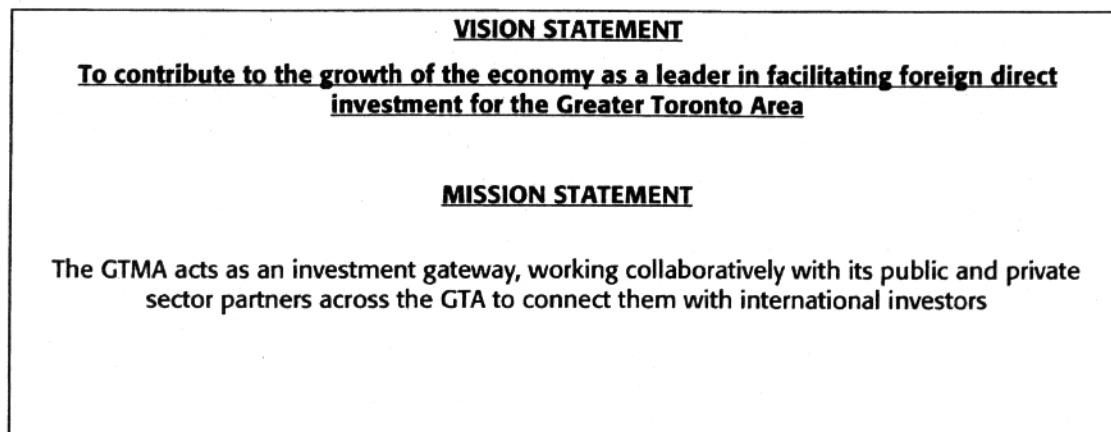 VISION STATEMENT
To contribute to the growth of the economy as a leader in facilitating foreign direct
investment for the Greater Toronto Area
MISSION STATEMENT
The GTMA acts as an investment gateway, working collaboratively with its public and private
sector partners across the GTA to connect them with international investors